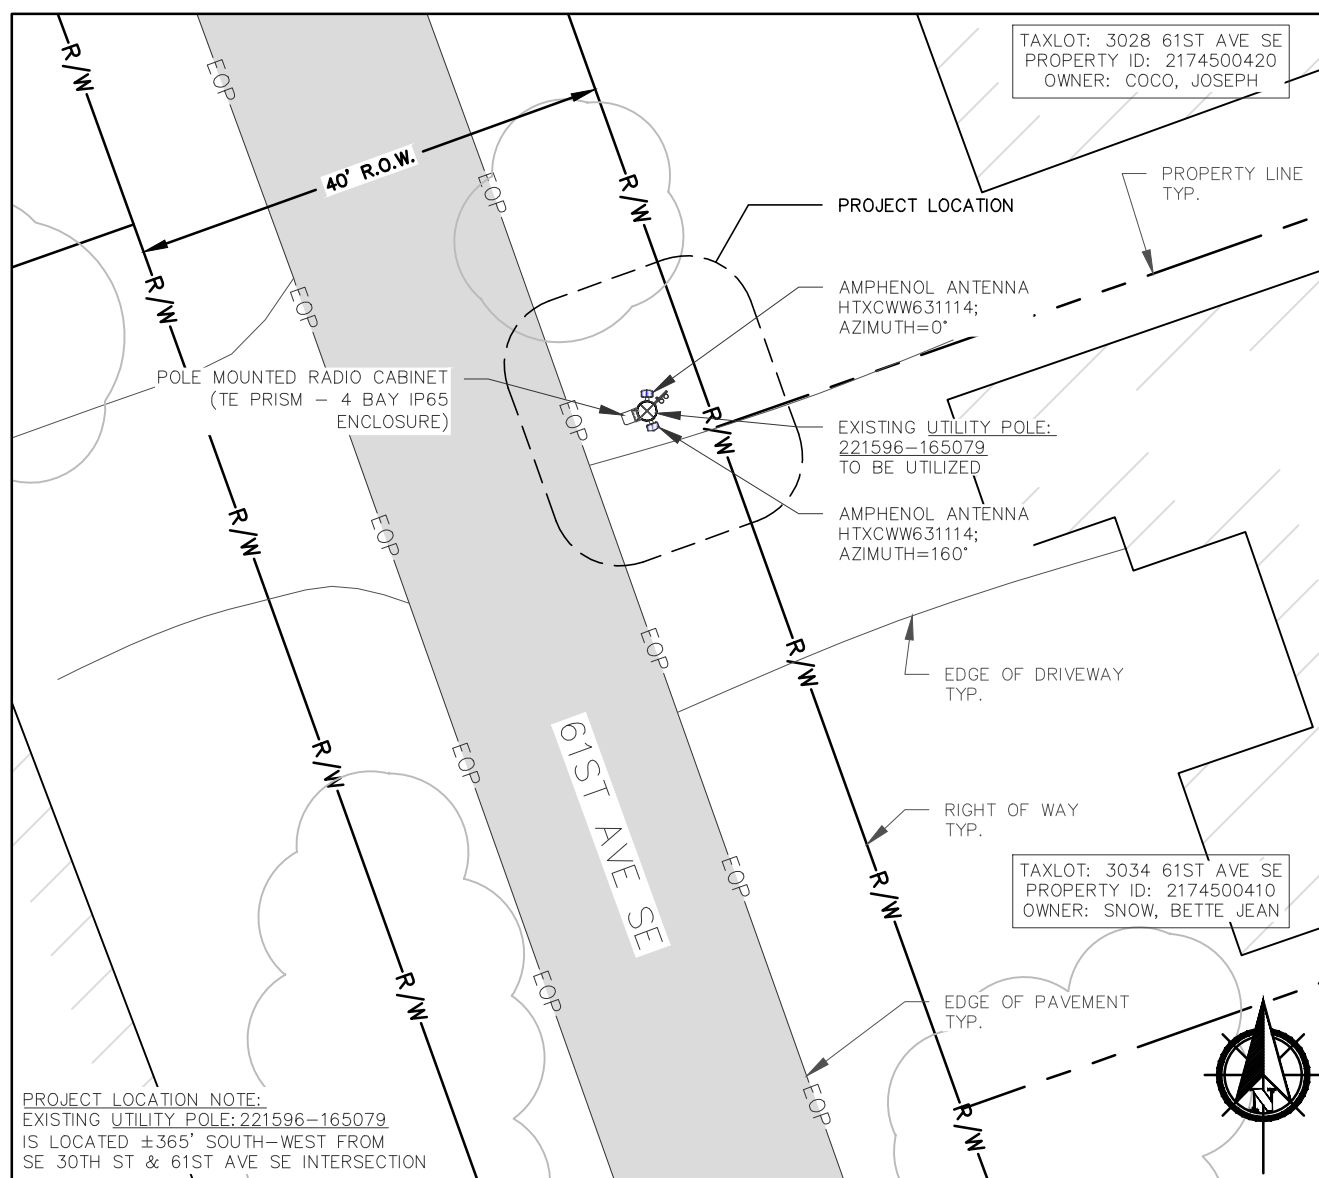 TAXLOT: 3028 61ST AVE SE
PROPERTY ID: 2174500420
OWNER: COCO, JOSEPH
R/W
EOP
40' R.O.W.
EOP
R/W
PROPERTY LINE
TYP.
PROJECT LOCATION
R/W
EOP
AMPHENOL ANTENNA
HTXCWW631114;
AZIMUTH=0°
POLE MOUNTED RADIO CABINET
(TE PRISM – 4 BAY IP65
ENCLOSURE)
EOP
R/W
EXISTING UTILITY POLE:
221596–165079
TO BE UTILIZED
R/W
EOP
AMPHENOL ANTENNA
HTXCWW631114;
AZIMUTH=160°
EOP
R/W
EDGE OF DRIVEWAY
TYP.
R/W
EOP
61ST AVE SE
RIGHT OF WAY
TYP.
EOP
R/W
TAXLOT: 3034 61ST AVE SE
PROPERTY ID: 2174500410
OWNER: SNOW, BETTE JEAN
R/W
EOP
EDGE OF PAVEMENT
TYP.
EOP
R/W
N
PROJECT LOCATION NOTE:
EXISTING UTILITY POLE: 221596–165079
IS LOCATED ±365' SOUTH–WEST FROM
SE 30TH ST & 61ST AVE SE INTERSECTION